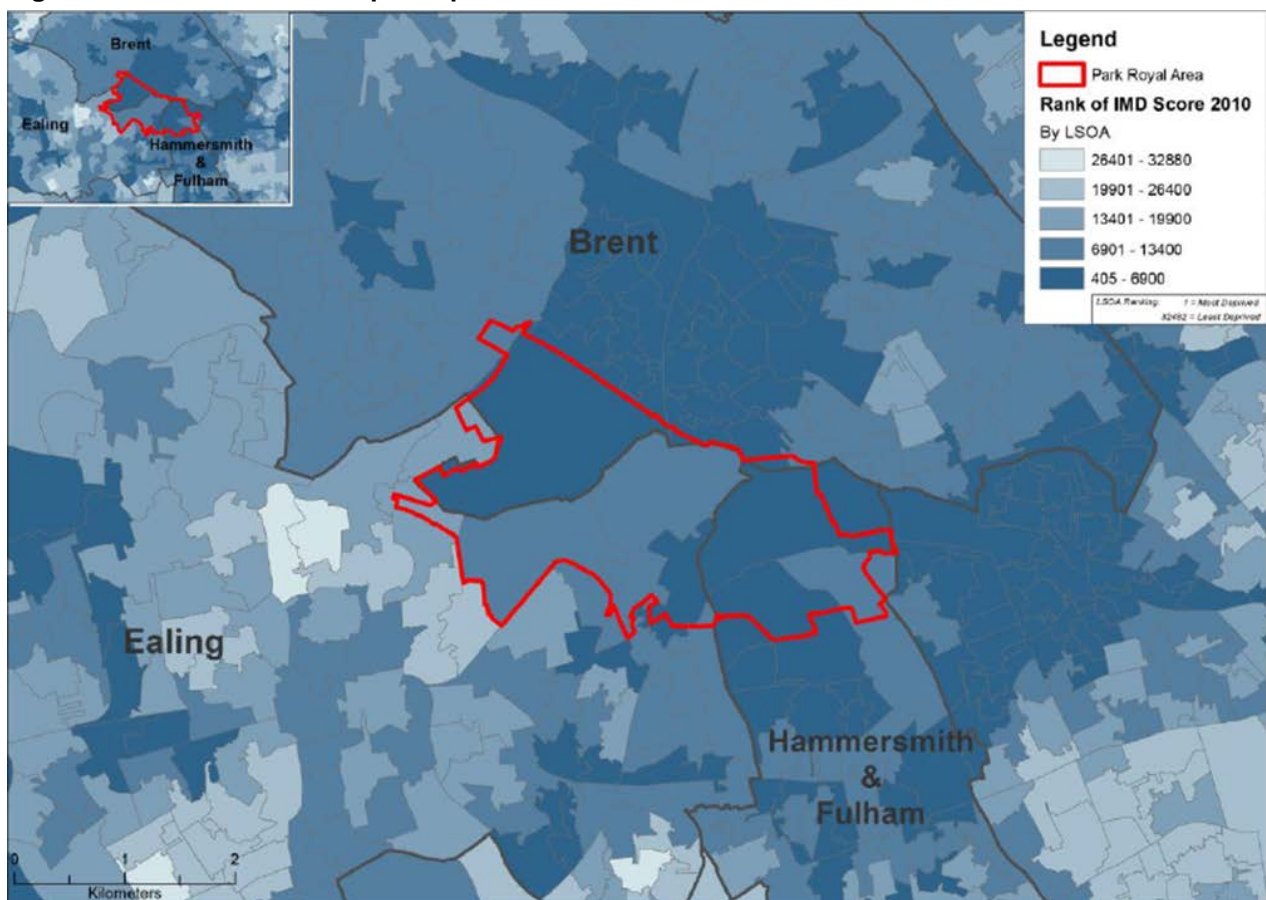 Brent
Ealing
Hammersmith
&
Fulham
Legend
Park Royal Area
Rank of IMD Score 2010
By LSOA
26401 - 32880
19901 - 26400
13401 - 19900
6901 - 13400
405 - 6900
LSOA Ranking: 1 = Most Deprived
32482 = Least Deprived
Brent
Ealing
Hammersmith
&
Fulham
0 1 2
Kilometers